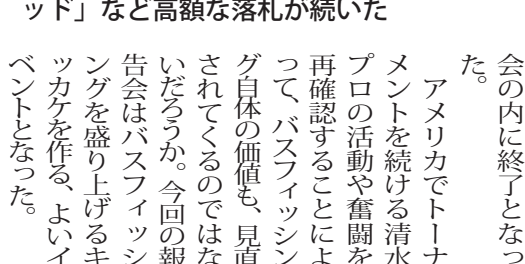 ッド」など高額な落札が続いた
会の内に終了となっ
た。
アメリカでトーナ
メントを続ける清水
プロの活動や奮闘を
再確認することによ
って、バスフィッシン
グ自体の価値も、見直
されてくるのではな
いだろうか。今回の報
告会はバスフィッシ
ングを盛り上げるキ
ッカケを作る、よいイ
ベントとなった。